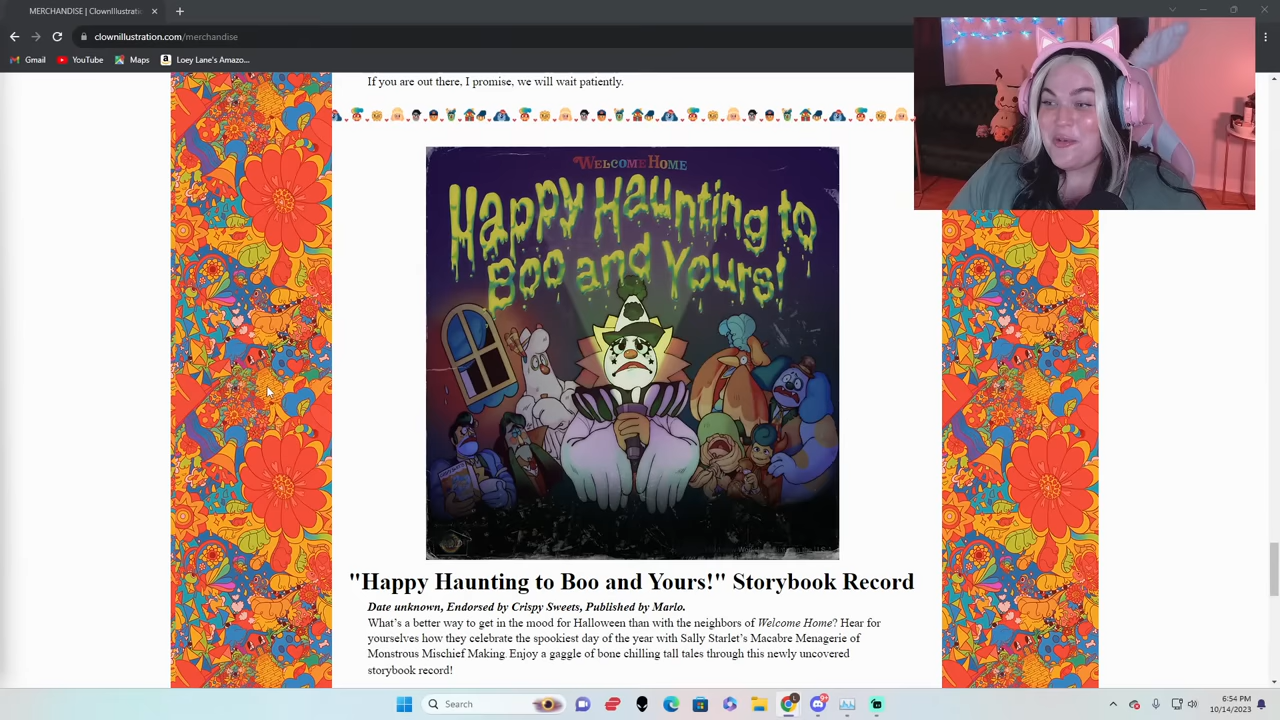 MERCHANDISE | ClownIllustrati
clownillustration.com/merchandise
Gmail
YouTube
Maps
Loey Lane's Amazo...
If you are out there, I promise, we will wait patiently.
WELCOME HOME
Happy Haunting to
Boo and Yours!
"Happy Haunting to Boo and Yours!" Storybook Record
Date unknown, Endorsed by Crispy Sweets, Published by Marlo.
What's a better way to get in the mood for Halloween than with the neighbors of Welcome Home? Hear for
yourselves how they celebrate the spookiest day of the year with Sally Starlet's Macabre Menagerie of
Monstrous Mischief Making. Enjoy a gaggle of bone chilling tall tales through this newly uncovered
storybook record!
Search
6:54 PM
10/14/2023